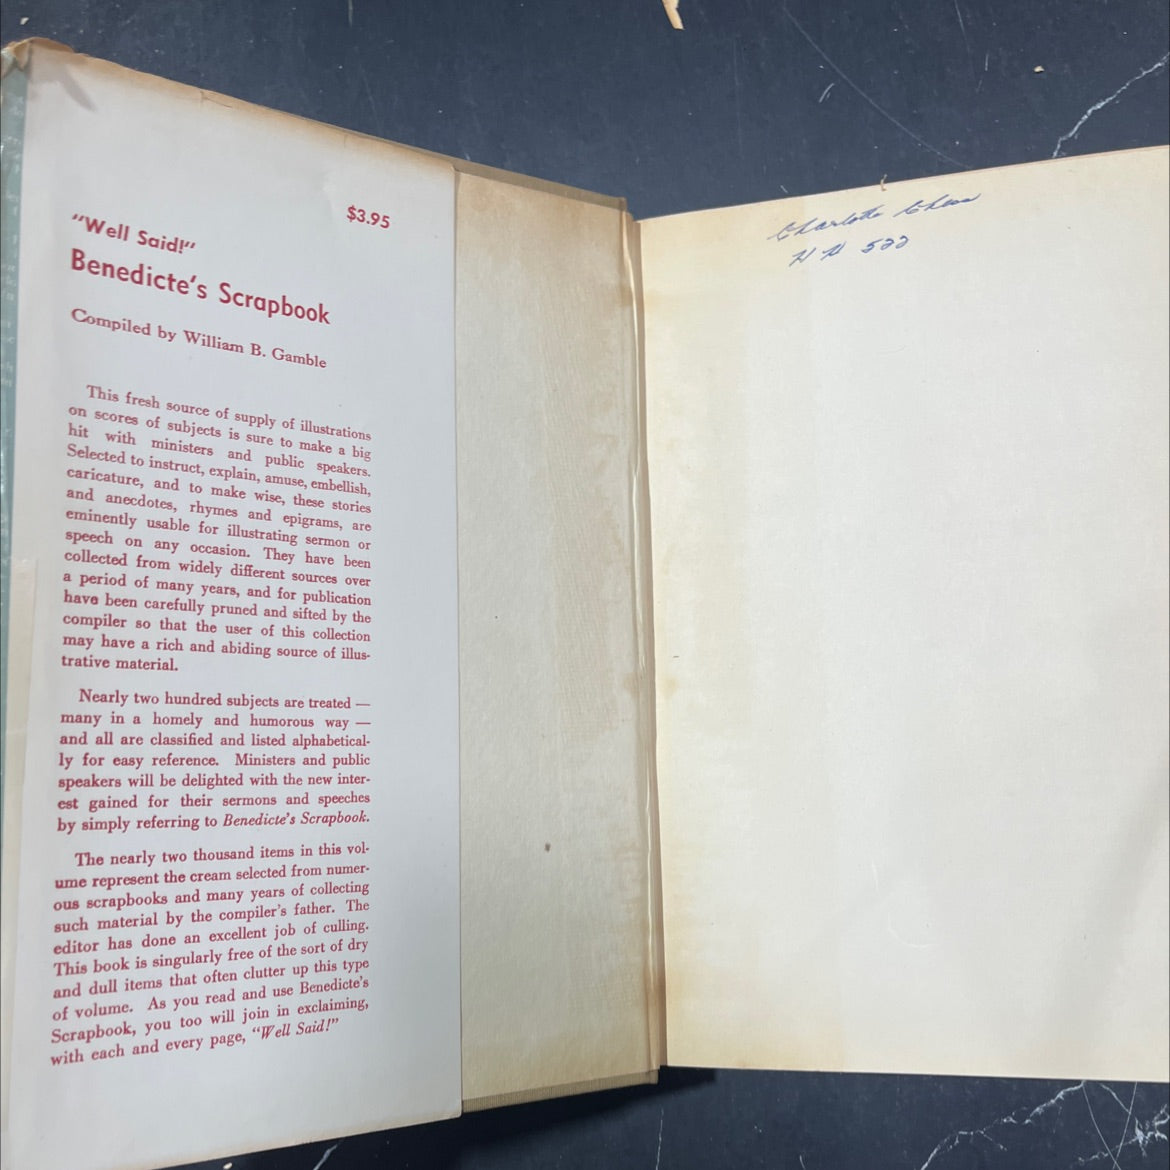 $3.95
"Well Said!"
Benedicte's Scrapbook
Compiled by William B. Gamble
This fresh source of supply of illustrations
on scores of subjects is sure to make a big
hit with ministers and public speakers.
Selected to instruct, explain, amuse, embellish,
caricature, and to make wise, these stories
and anecdotes, rhymes and epigrams, are
eminently usable for illustrating sermon or
speech on any occasion. They have been
collected from widely different sources over
a period of many years, and for publication
have been carefully pruned and sifted by the
compiler so that the user of this collection
may have a rich and abiding source of illus-
trative material.
Nearly two hundred subjects are treated —
many in a homely and humorous way —
and all are classified and listed alphabetical-
ly for easy reference. Ministers and public
speakers will be delighted with the new inter-
est gained for their sermons and speeches
by simply referring to Benedicte's Scrapbook.
The nearly two thousand items in this vol-
ume represent the cream selected from numer-
ous scrapbooks and many years of collecting
such material by the compiler's father. The
editor has done an excellent job of culling.
This book is singularly free of the sort of dry
and dull items that often clutter up this type
of volume. As you read and use Benedicte's
Scrapbook, you too will join in exclaiming,
with each and every page, "Well Said!"
Charlotte
522